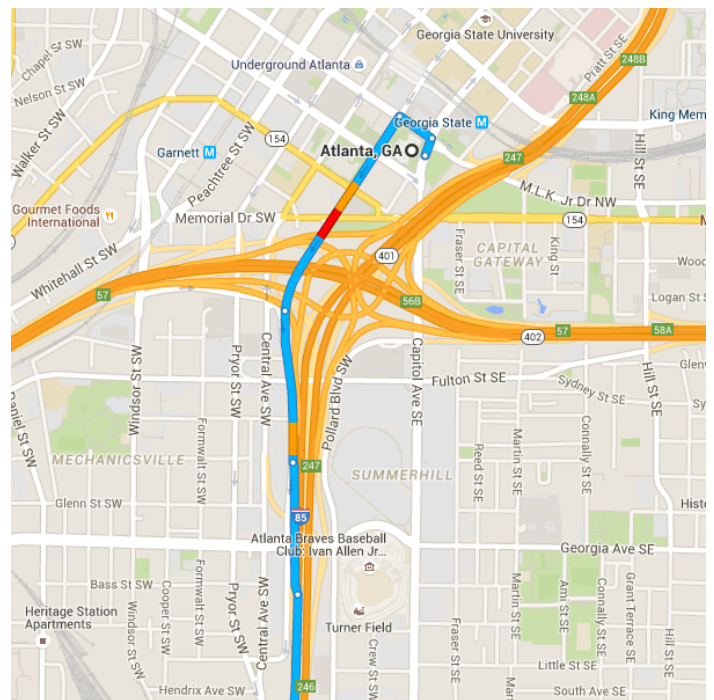 Georgia State University
Pratt St SE
248B
Chapel St SW
Underground Atlanta
Nelson St SW
248A
Walker St SW
Georgia State M
King Mem
154
Garnett M
Peachtree St SW
Atlanta, GA
247
Hill St SE
M.L.K. Jr Dr NW
Gourmet Foods
International
Memorial Dr SW
154
M
Whitehall St SW
401
Fraser St SE
CAPITAL
GATEWAY
King St
Wood
57
56B
Logan St S
57
58A
402
Windsor St SW
Pryor St SW
Central Ave SW
Pollard Blvd SW
Capitol Ave SE
Fulton St SE
Glenw
Sydney St SE
Hill St SE
Daniel St SW
Formwalt St SW
MECHANICSVILLE
247
SUMMERHILL
Reed St SE
Martin St SE
Connally St SE
Glenn St SW
85
Histo
Atlanta Braves Baseball
Club: Ivan Allen Jr...
Georgia Ave SE
Bass St SW
Heritage Station
Apartments
Windsor St SW
Cooper St SW
Formwalt St SW
Pryor St SW
Central Ave SW
Turner Field
Crew St SW
Fraser St SE
Martin St SE
Ami St SE
Connally St SE
Grant Terrace SE
Hill St SE
Little St SE
Hendrix Ave SW
246
South Ave SE